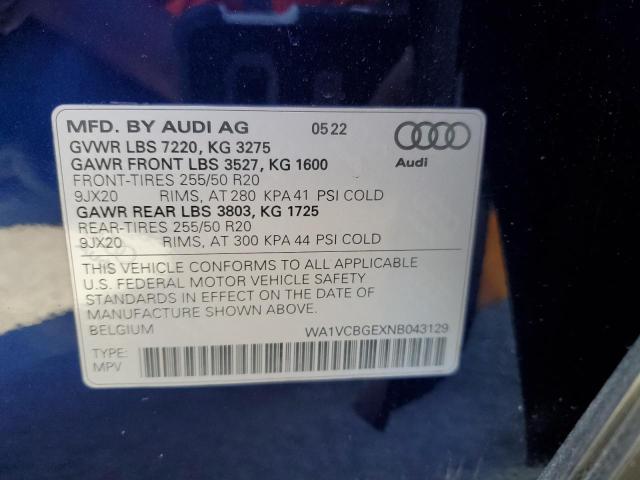 MFD. BY AUDI AG 05 22
GVWR LBS 7220, KG 3275
GAWR FRONT LBS 3527, KG 1600
Audi
FRONT-TIRES 255/50 R20
9JX20 RIMS, AT 280 KPA 41 PSI COLD
GAWR REAR LBS 3803, KG 1725
REAR-TIRES 255/50 R20
9JX20 RIMS, AT 300 KPA 44 PSI COLD
THIS VEHICLE CONFORMS TO ALL APPLICABLE
U.S. FEDERAL MOTOR VEHICLE SAFETY
STANDARDS IN EFFECT ON THE DATE OF
MANUFACTURE SHOWN ABOVE.
BELGIUM WA1VCBGEXNB043129
TYPE:
MPV